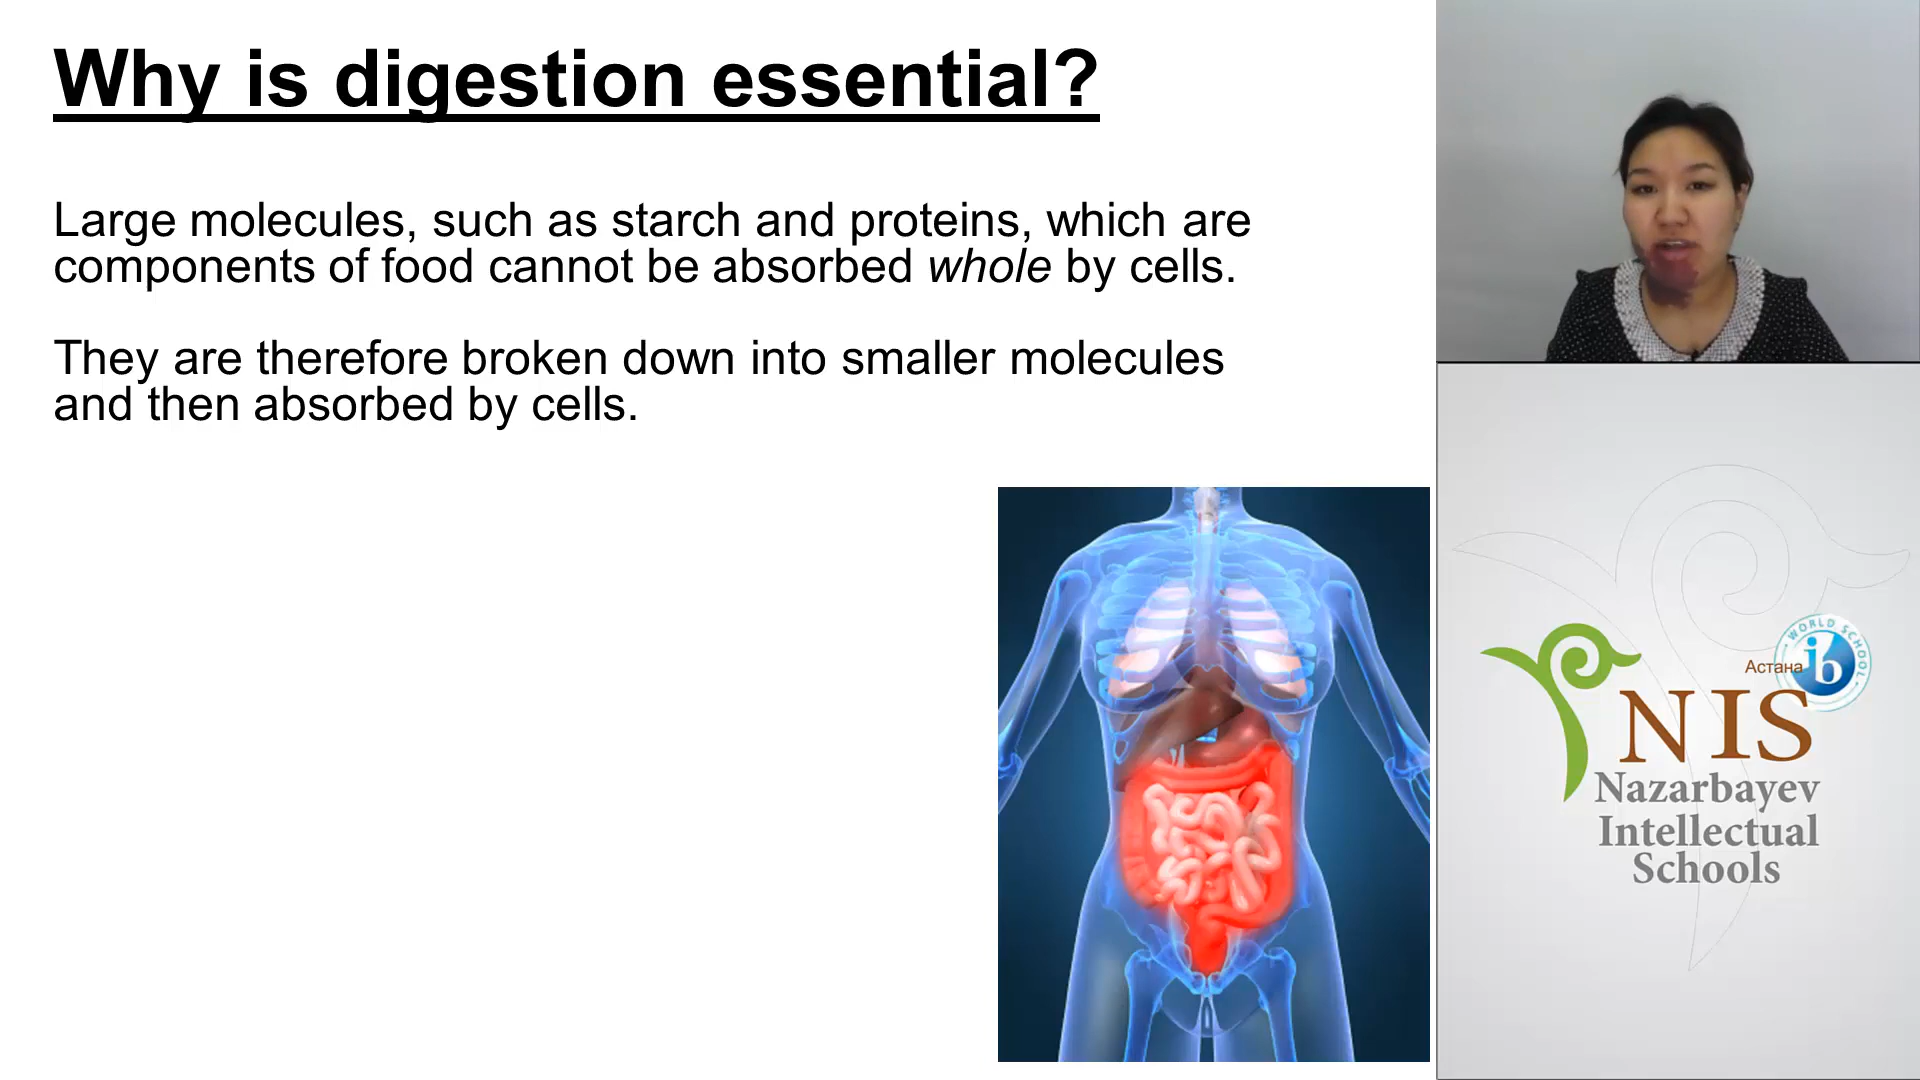 Why is digestion essential?
Large molecules, such as starch and proteins, which are
components of food cannot be absorbed whole by cells.
They are therefore broken down into smaller molecules
and then absorbed by cells.
WORLD SCHOOL
Астана
ib
NIS
Nazarbayev
Intellectual
Schools